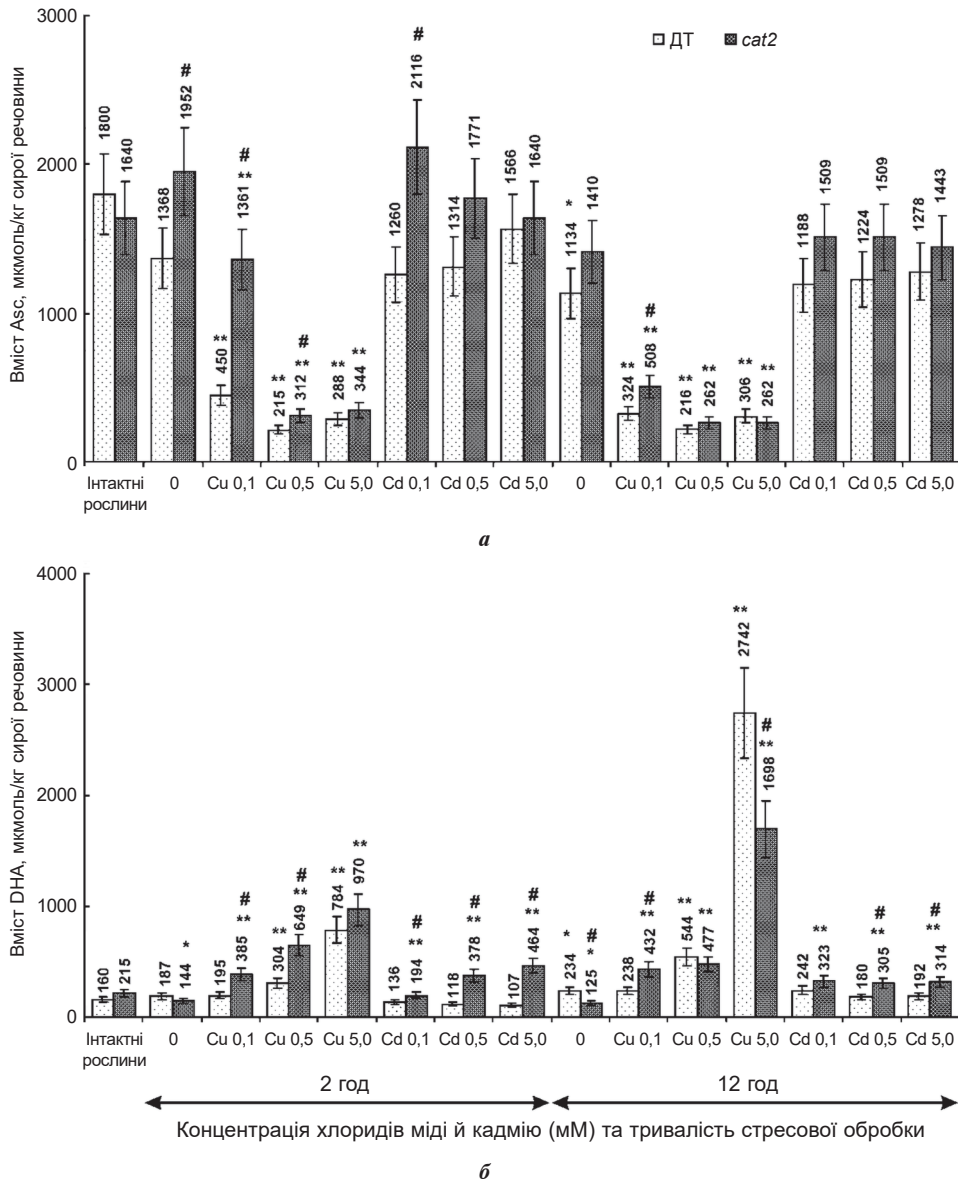 3000
2000
1000
0
Вміст Asc, мкмоль/кг сирої речовини
ДТ cat2
1800 1640
1368 # 1952
** 450 # ** 1361
** 215 # ** 312
** 288 ** 344
1260 # 2116
1314 1771
1566 1640
* 1134 1410
** 324 # ** 508
** 216 ** 262
** 306 ** 262
1188 1509
1224 1509
1278 1443
Інтактні рослини 0 Cu 0,1 Cu 0,5 Cu 5,0 Cd 0,1 Cd 0,5 Cd 5,0 0 Cu 0,1 Cu 0,5 Cu 5,0 Cd 0,1 Cd 0,5 Cd 5,0
а
4000
3000
2000
1000
0
Вміст DHA, мкмоль/кг сирої речовини
160 215
187 * 144
195 # ** 385
** 304 # ** 649
** 784 ** 970
136 # ** 194
118 # ** 378
107 # ** 464
* 234 # * 125
238 # ** 432
** 544 ** 477
** 2742 # ** 1698
242 ** 323
180 # ** 305
192 # ** 314
Інтактні рослини 0 Cu 0,1 Cu 0,5 Cu 5,0 Cd 0,1 Cd 0,5 Cd 5,0 0 Cu 0,1 Cu 0,5 Cu 5,0 Cd 0,1 Cd 0,5 Cd 5,0
2 год 12 год
Концентрація хлоридів міді й кадмію (мМ) та тривалість стресової обробки
б